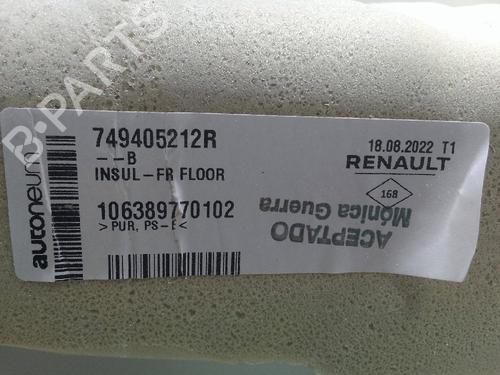 B-PARTS
autoneum
749405212R
--B
INSUL-FR FLOOR
106389770102
>PUR, PS-E<
18.08.2022 T1
RENAULT
168
ACEPTADO
Mónica Guerra